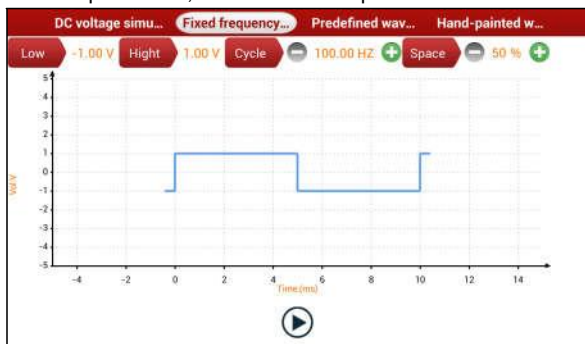 DC voltage simu... Fixed frequency... Predefined wav... Hand-painted w...
Low -1.00 V Hight 1.00 V Cycle 100.00 HZ Space 50 %
5
4
3
2
1
0
-1
-2
-3
-4
-5
Vol:V
-4 -2 0 2 4 6 8 10 12 14
Time:(ms)